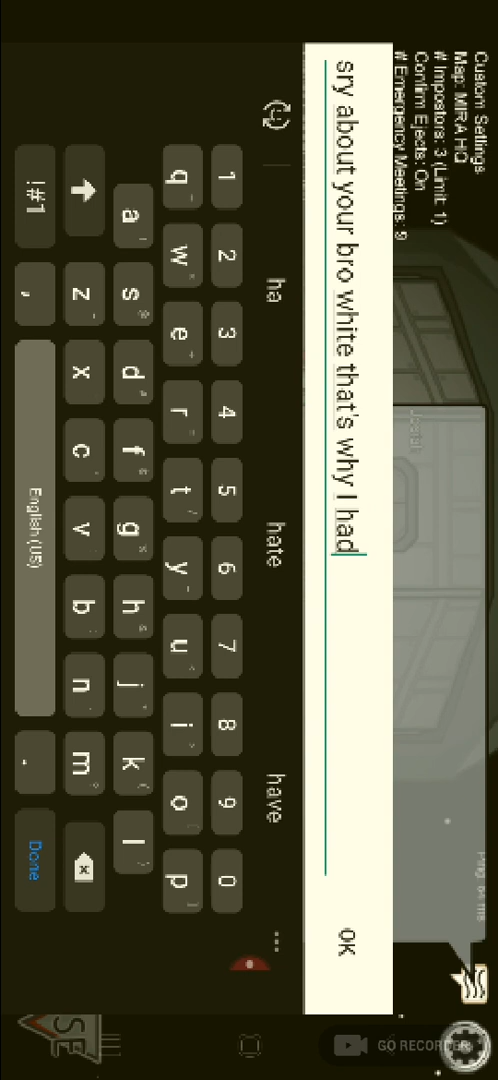 Custom Settings
Map: MIRA HQ
# Impostors: 3 (Limit: 1)
Confirm Ejects: On
# Emergency Meetings: 9
sry about your bro white that's why I had
OK
ha hate have ...
1 2 3 4 5 6 7 8 9 0
q w e r t y u i o p
a s d f g h j k l
z x c v b n m
!#1 , English (US) . Done
GO RECORDER